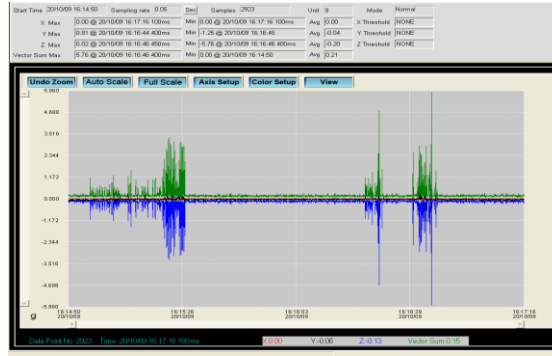 Start Time 20/10/09 16:14:50 Sampling rate 0.05 Sec Samples 2923 Unit g Mode Normal
X Max 0.00 @ 20/10/09 16:17:16 100ms Min 0.00 @ 20/10/09 16:17:16 100ms Avg 0.00 X Threshold NONE
Y Max 0.81 @ 20/10/09 16:16:44 400ms Min -1.25 @ 20/10/09 16:16:45 Avg -0.04 Y Threshold NONE
Z Max 0.02 @ 20/10/09 16:16:46 450ms Min -5.76 @ 20/10/09 16:16:46 400ms Avg -0.20 Z Threshold NONE
Vector Sum Max 5.76 @ 20/10/09 16:16:46 400ms Min 0.00 @ 20/10/09 16:14:50 Avg 0.21
Undo Zoom Auto Scale Full Scale Axis Setup Color Setup View
5.860
4.688
3.516
2.344
1.172
0.000
-1.172
-2.344
-3.516
-4.688
-5.860
g
16:14:50 16:15:26 16:16:03 16:16:39 16:17:16
20/10/09 20/10/09 20/10/09 20/10/09 20/10/09
Data Point No: 2923 Time: 20/10/09 16:17:16 100ms X:0.00 Y:-0.06 Z:-0.13 Vector Sum 0.15